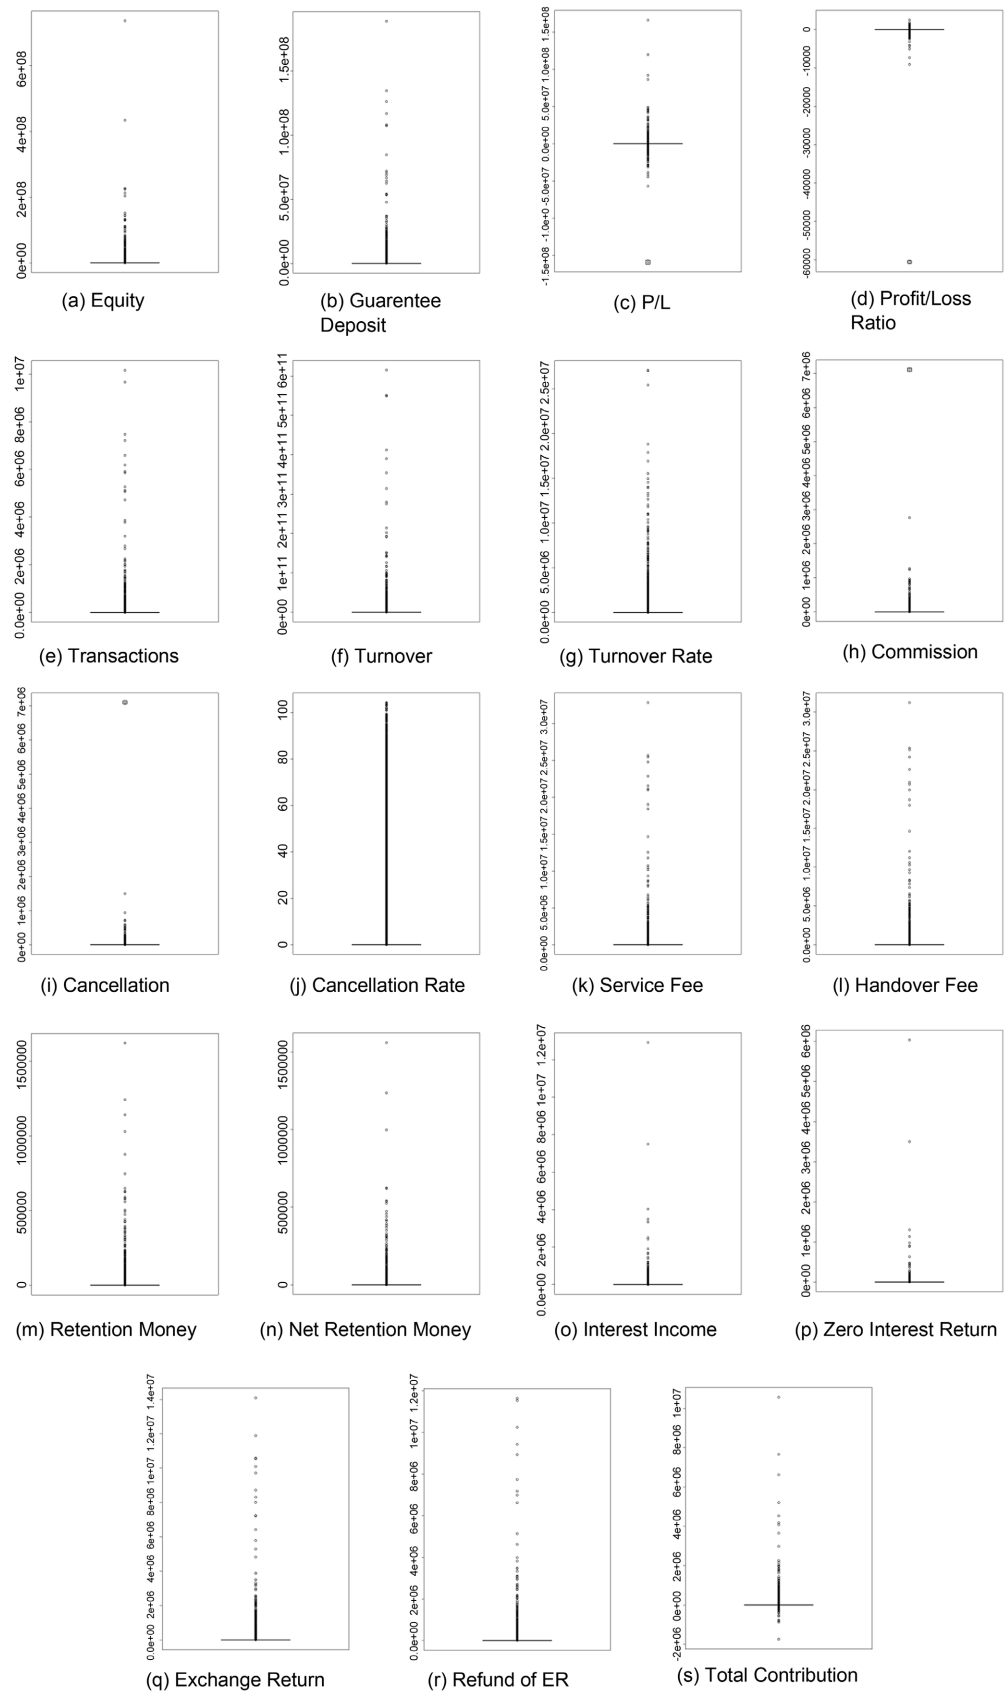 0e+00 2e+08 4e+08 6e+08
(a) Equity
0.0e+00 5.0e+07 1.0e+08 1.5e+08
(b) Guarentee
Deposit
-1.5e+08 -1.0e+0 -5.0e+07 0.0e+00 5.0e+07 1.0e+08 1.5e+08
(c) P/L
-60000 -50000 -40000 -30000 -20000 -10000 0
(d) Profit/Loss
Ratio
0.0e+00 2e+06 4e+06 6e+06 8e+06 1e+07
(e) Transactions
0e+00 1e+11 2e+11 3e+11 4e+11 5e+11 6e+11
(f) Turnover
0.0e+00 5.0e+06 1.0e+07 1.5e+07 2.0e+07 2.5e+07
(g) Turnover Rate
0e+00 1e+06 2e+06 3e+06 4e+06 5e+06 6e+06 7e+06
(h) Commission
0e+00 1e+06 2e+06 3e+06 4e+06 5e+06 6e+06 7e+06
(i) Cancellation
0 20 40 60 80 100
(j) Cancellation Rate
0.0e+00 5.0e+06 1.0e+07 1.5e+07 2.0e+07 2.5e+07 3.0e+07
(k) Service Fee
0.0e+00 5.0e+06 1.0e+07 1.5e+07 2.0e+07 2.5e+07 3.0e+07
(l) Handover Fee
0 500000 1000000 1500000
(m) Retention Money
0 500000 1000000 1500000
(n) Net Retention Money
0.0e+00 2e+06 4e+06 6e+06 8e+06 1e+07 1.2e+07
(o) Interest Income
0e+00 1e+06 2e+06 3e+06 4e+06 5e+06 6e+06
(p) Zero Interest Return
0.0e+00 2e+06 4e+06 6e+06 8e+06 1e+07 1.2e+07 1.4e+07
(q) Exchange Return
0.0e+00 2e+06 4e+06 6e+06 8e+06 1e+07 1.2e+07
(r) Refund of ER
-2e+06 0e+00 2e+06 4e+06 6e+06 8e+06 1e+07
(s) Total Contribution